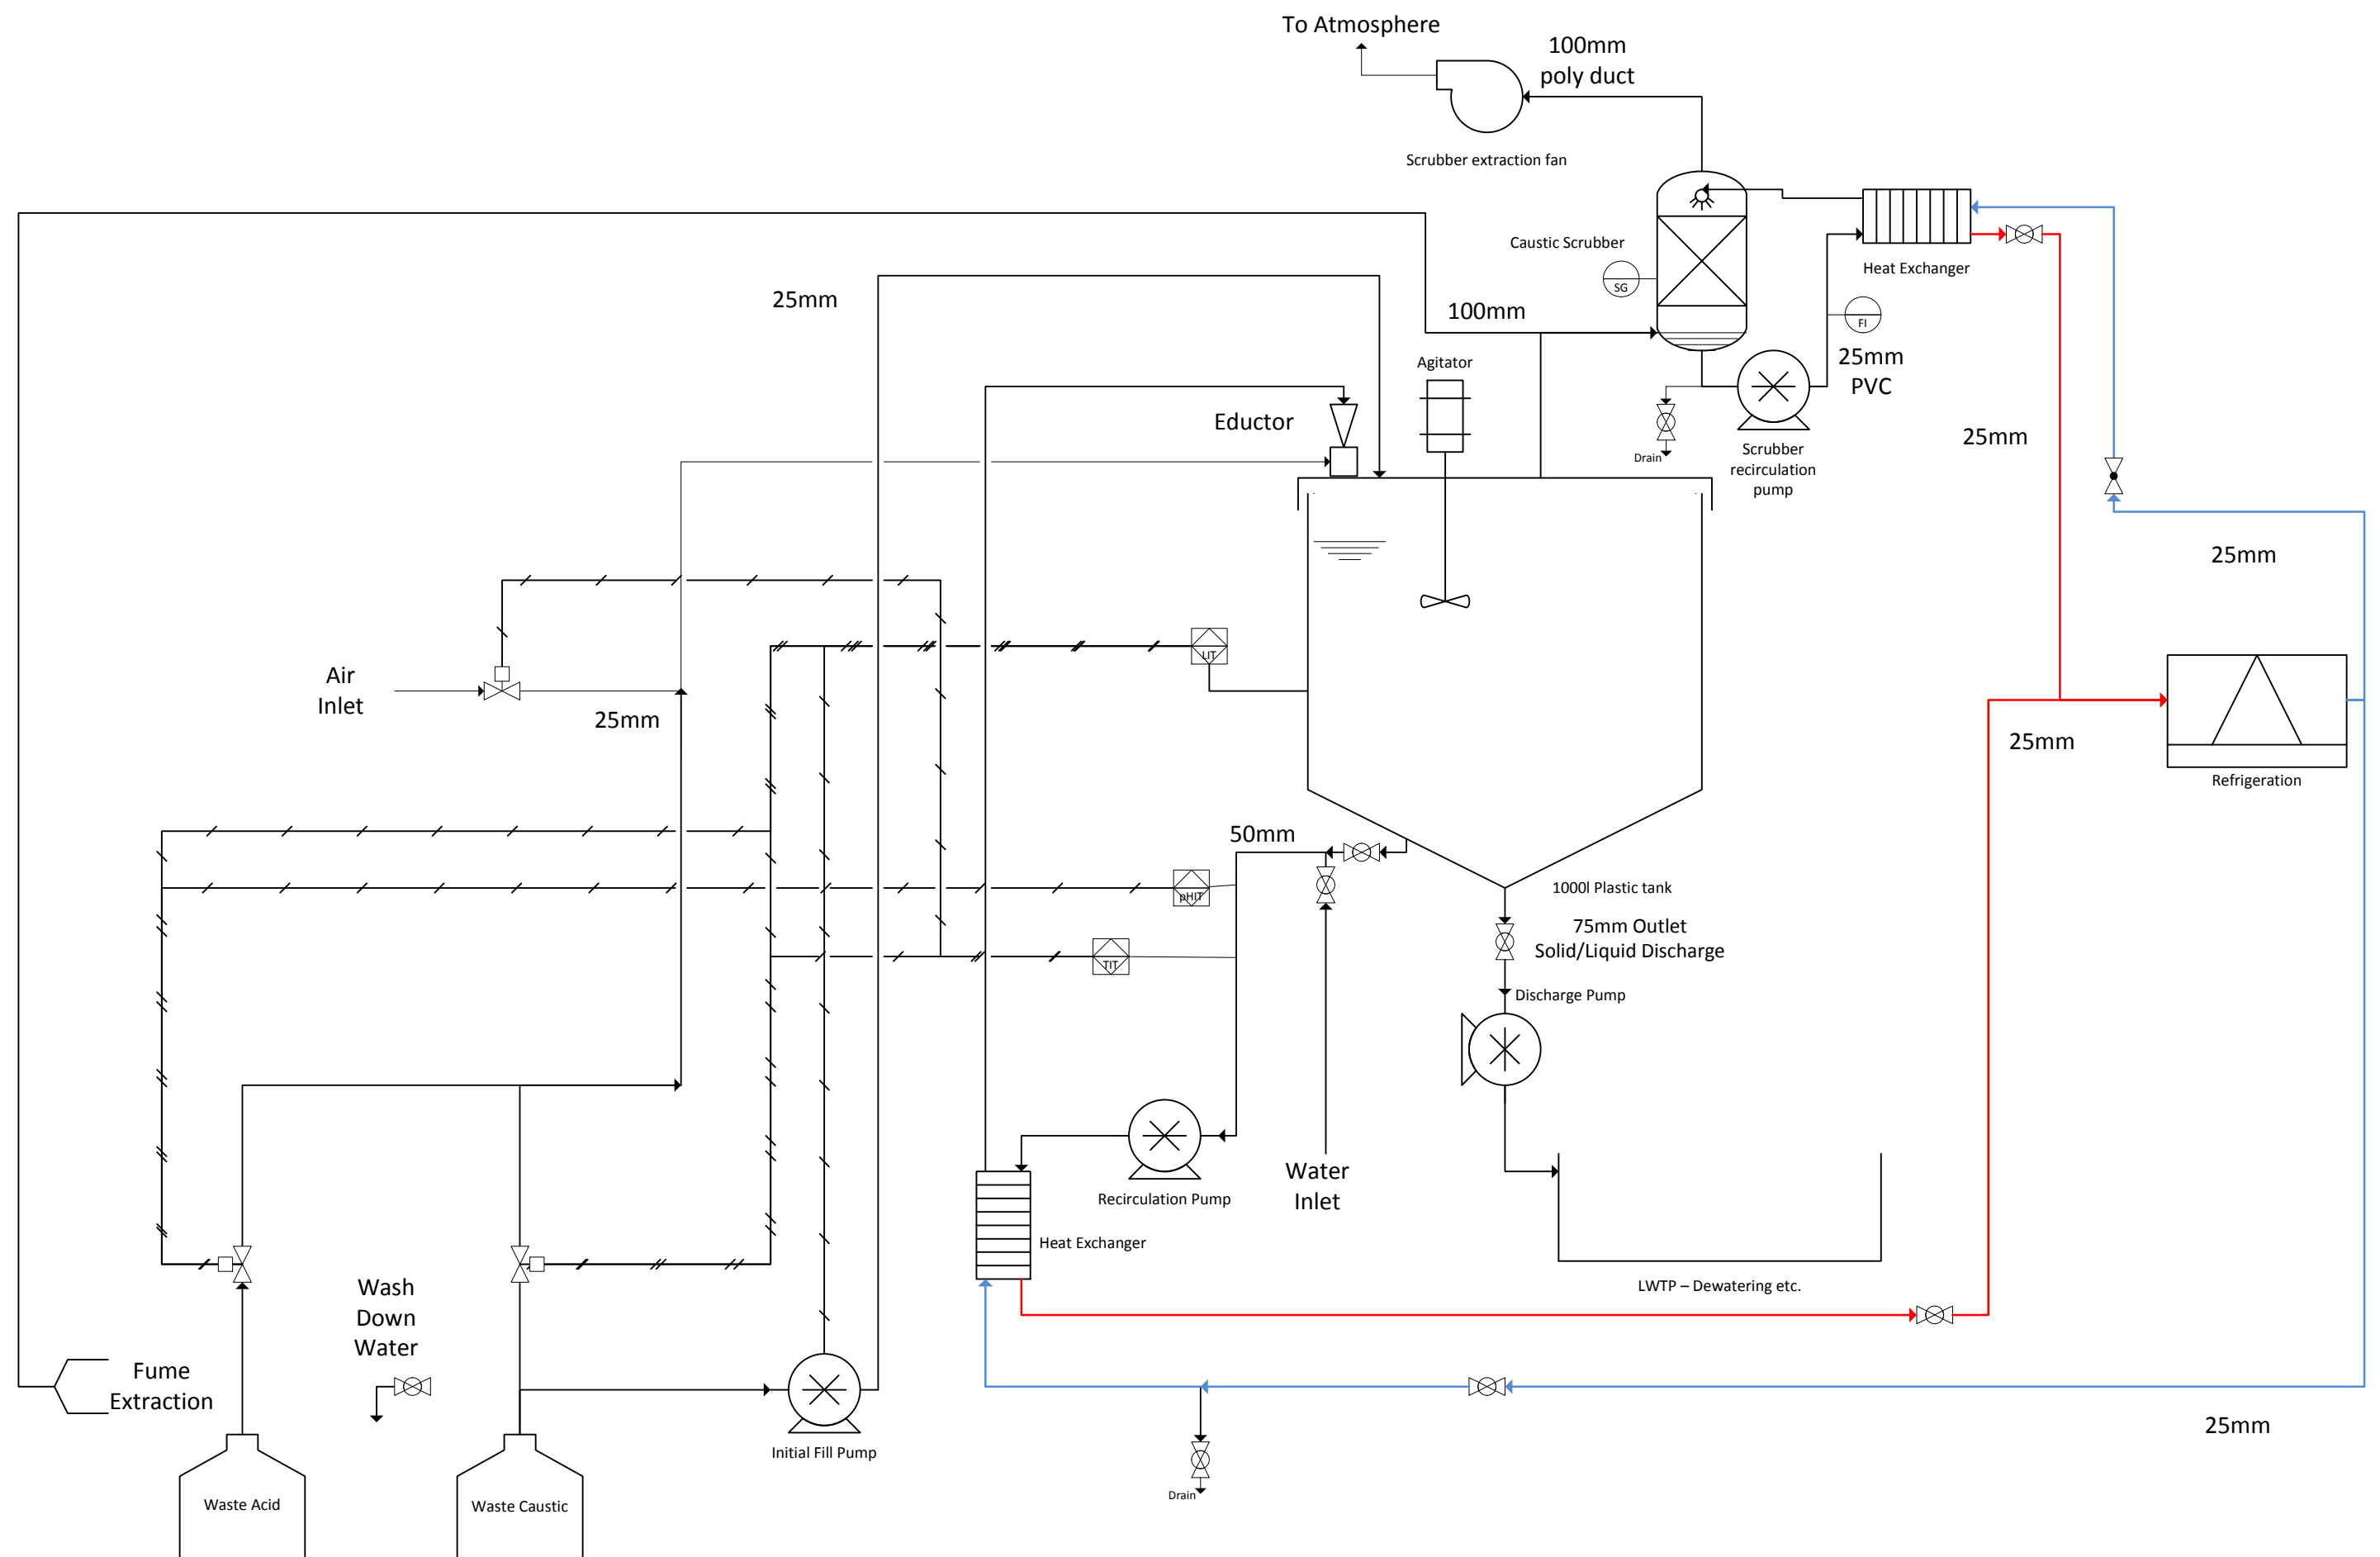 To Atmosphere
100mm
poly duct
Scrubber extraction fan
Caustic Scrubber
SG
Heat Exchanger
FI
25mm
100mm
25mm
PVC
Agitator
Eductor
Drain
Scrubber
recirculation
pump
25mm
25mm
LIT
Air
Inlet
25mm
25mm
Refrigeration
50mm
pHIT
1000l Plastic tank
75mm Outlet
Solid/Liquid Discharge
TIT
Discharge Pump
Recirculation Pump
Water
Inlet
Heat Exchanger
LWTP – Dewatering etc.
Wash
Down
Water
Fume
Extraction
25mm
Initial Fill Pump
Drain
Waste Acid
Waste Caustic